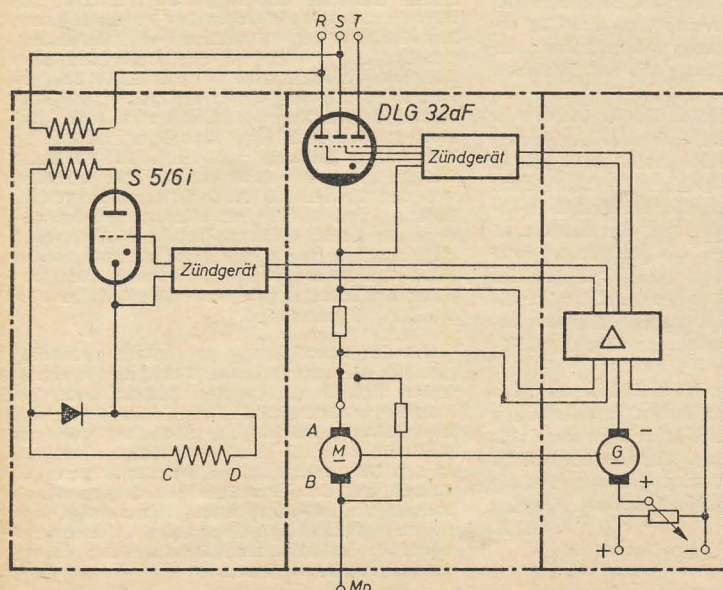 R S T
DLG 32aF
Zündgerät
S 5/6i
Zündgerät
Δ
A
M
B
G
-
+
C D
+ -
Mp